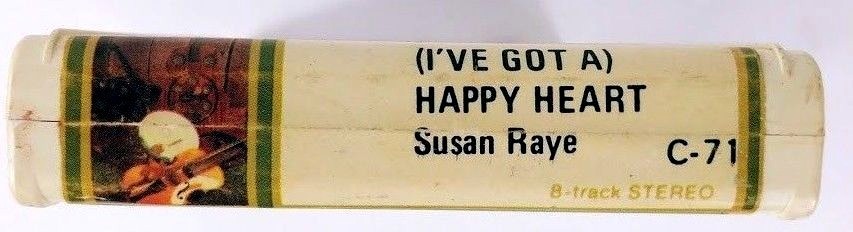 (I'VE GOT A)
HAPPY HEART
Susan Raye
C-71
8-track STEREO